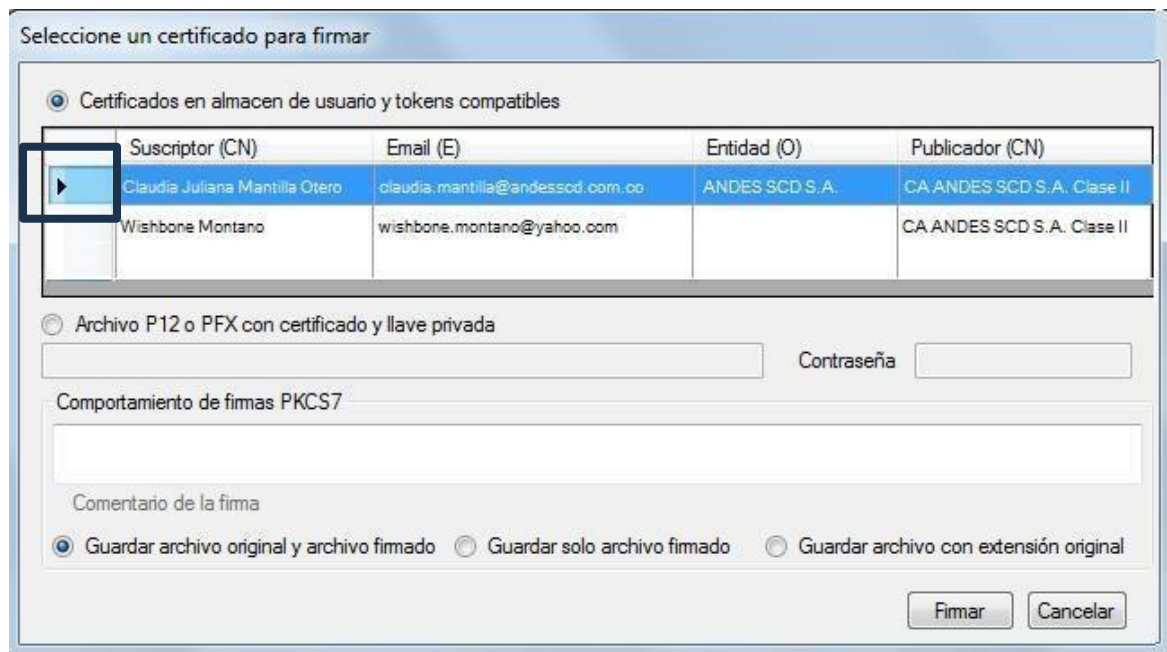 Seleccione un certificado para firmar
Certificados en almacen de usuario y tokens compatibles
Suscriptor (CN) Email (E) Entidad (O) Publicador (CN)
Claudia Juliana Mantilla Otero claudia.mantilla@andesscd.com.co ANDES SCD S.A. CA ANDES SCD S.A. Clase II
Wishbone Montano wishbone.montano@yahoo.com CA ANDES SCD S.A. Clase II
Archivo P12 o PFX con certificado y llave privada
Contraseña
Comportamiento de firmas PKCS7
Comentario de la firma
Guardar archivo original y archivo firmado Guardar solo archivo firmado Guardar archivo con extensión original
Firmar Cancelar